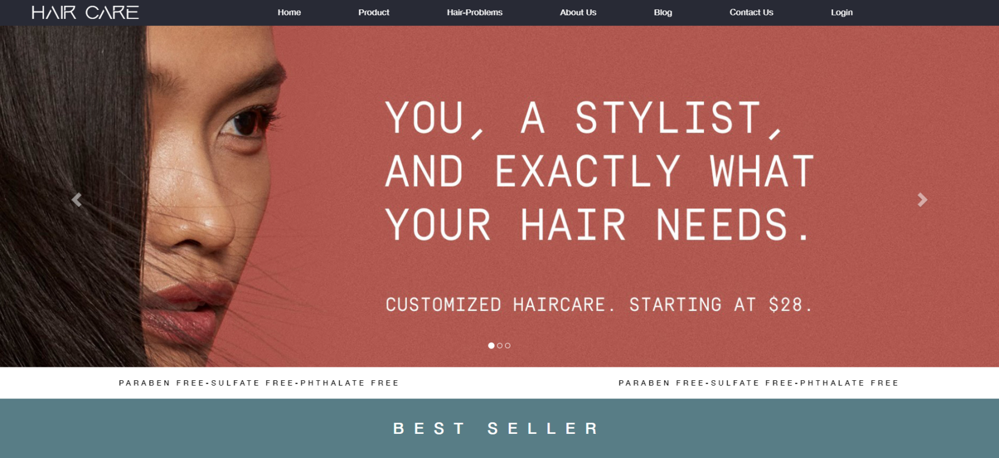 HAIR CARE
Home Product Hair-Problems About Us Blog Contact Us Login
YOU, A STYLIST,
AND EXACTLY WHAT
YOUR HAIR NEEDS.
CUSTOMIZED HAIRCARE. STARTING AT $28.
PARABEN FREE-SULFATE FREE-PHTHALATE FREE
PARABEN FREE-SULFATE FREE-PHTHALATE FREE
BEST SELLER